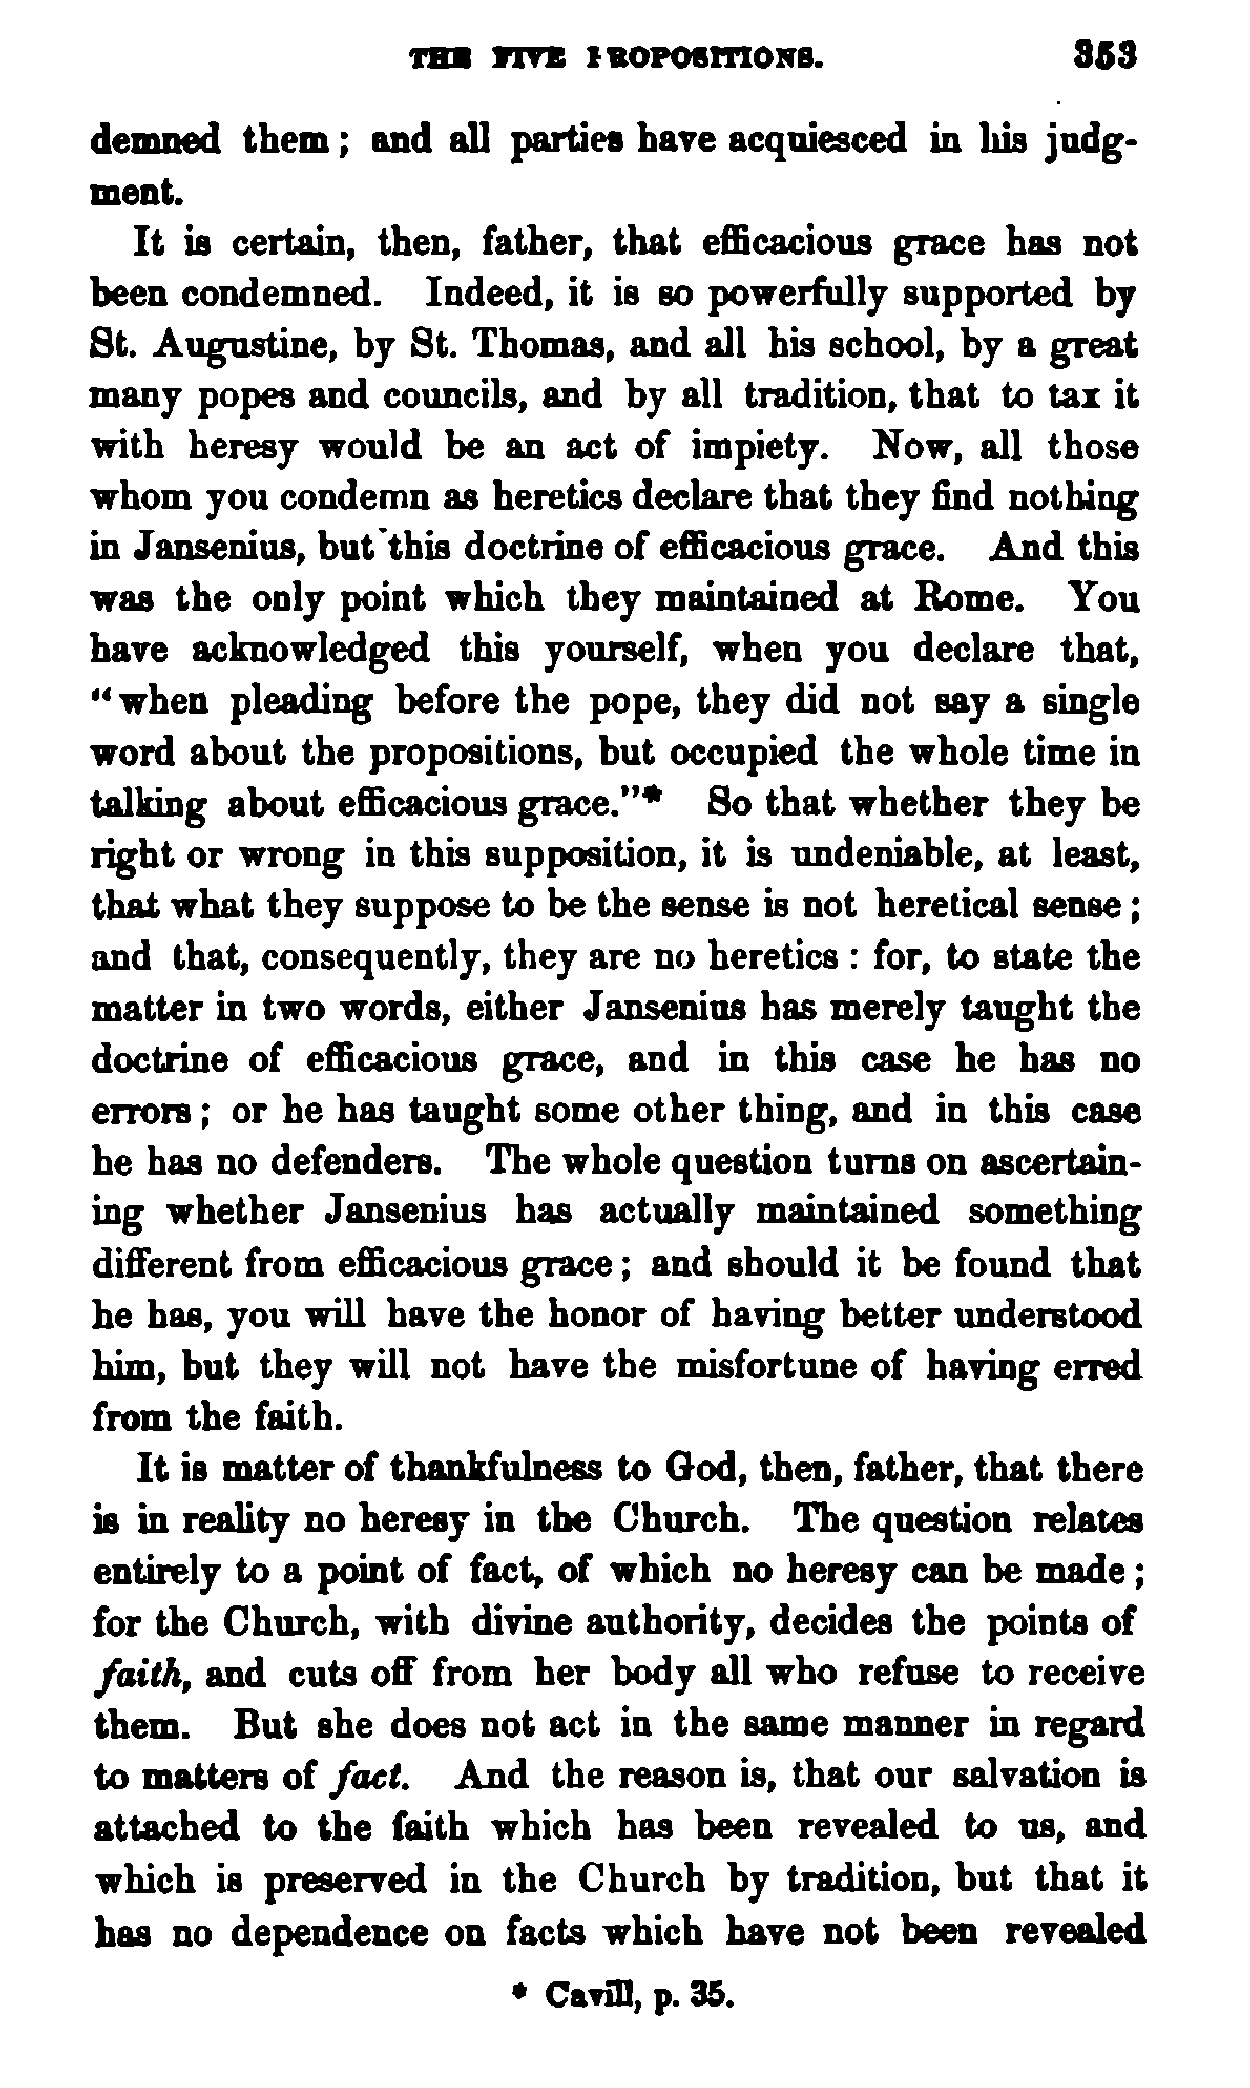 THE FIVE PROPOSITIONS. 353
demned them; and all parties have acquiesced in his judg-
ment.
It is certain, then, father, that efficacious grace has not
been condemned. Indeed, it is so powerfully supported by
St. Augustine, by St. Thomas, and all his school, by a great
many popes and councils, and by all tradition, that to tax it
with heresy would be an act of impiety. Now, all those
whom you condemn as heretics declare that they find nothing
in Jansenius, but this doctrine of efficacious grace. And this
was the only point which they maintained at Rome. You
have acknowledged this yourself, when you declare that,
"when pleading before the pope, they did not say a single
word about the propositions, but occupied the whole time in
talking about efficacious grace."* So that whether they be
right or wrong in this supposition, it is undeniable, at least,
that what they suppose to be the sense is not heretical sense;
and that, consequently, they are no heretics: for, to state the
matter in two words, either Jansenius has merely taught the
doctrine of efficacious grace, and in this case he has no
errors; or he has taught some other thing, and in this case
he has no defenders. The whole question turns on ascertain-
ing whether Jansenius has actually maintained something
different from efficacious grace; and should it be found that
he has, you will have the honor of having better understood
him, but they will not have the misfortune of having erred
from the faith.
It is matter of thankfulness to God, then, father, that there
is in reality no heresy in the Church. The question relates
entirely to a point of fact, of which no heresy can be made;
for the Church, with divine authority, decides the points of
faith, and cuts off from her body all who refuse to receive
them. But she does not act in the same manner in regard
to matters of fact. And the reason is, that our salvation is
attached to the faith which has been revealed to us, and
which is preserved in the Church by tradition, but that it
has no dependence on facts which have not been revealed
* Cavill, p. 35.